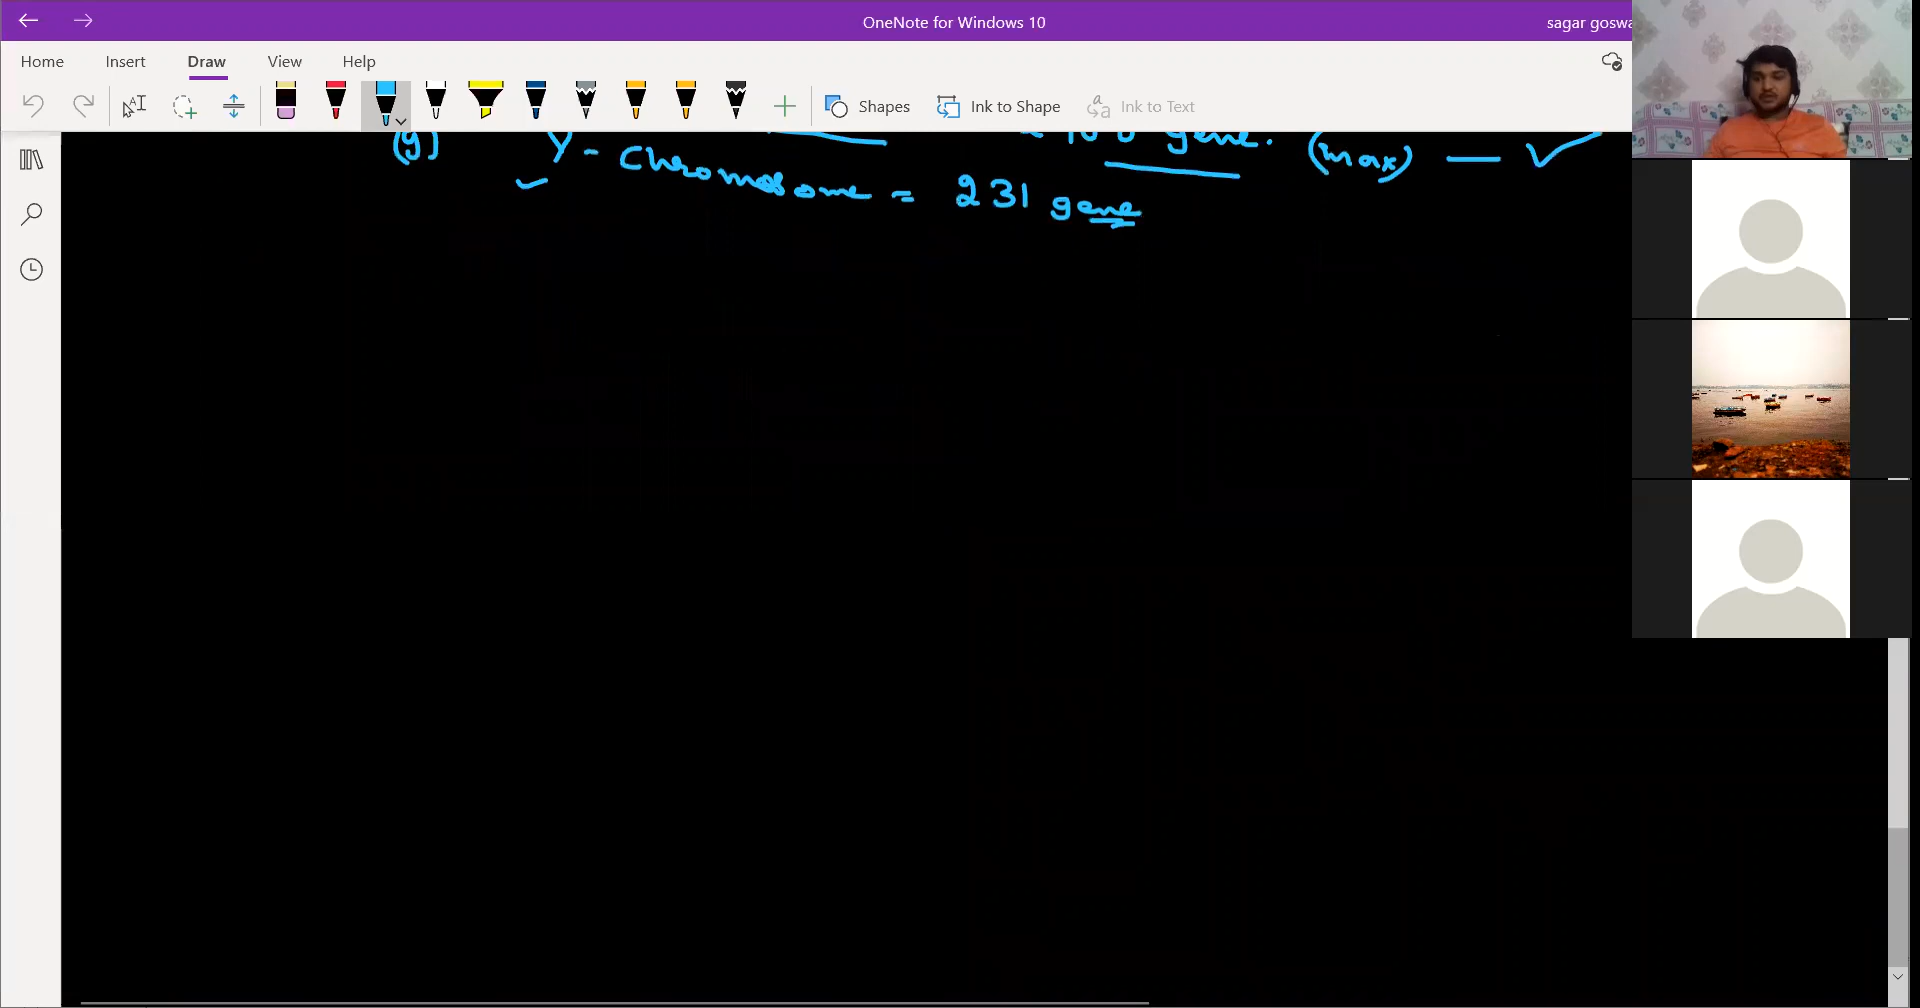 OneNote for Windows 10
sagar goswa
Home Insert Draw View Help
Shapes Ink to Shape Ink to Text
gene. (max) — ✓
(g) Y - Chromosome = 231 gene